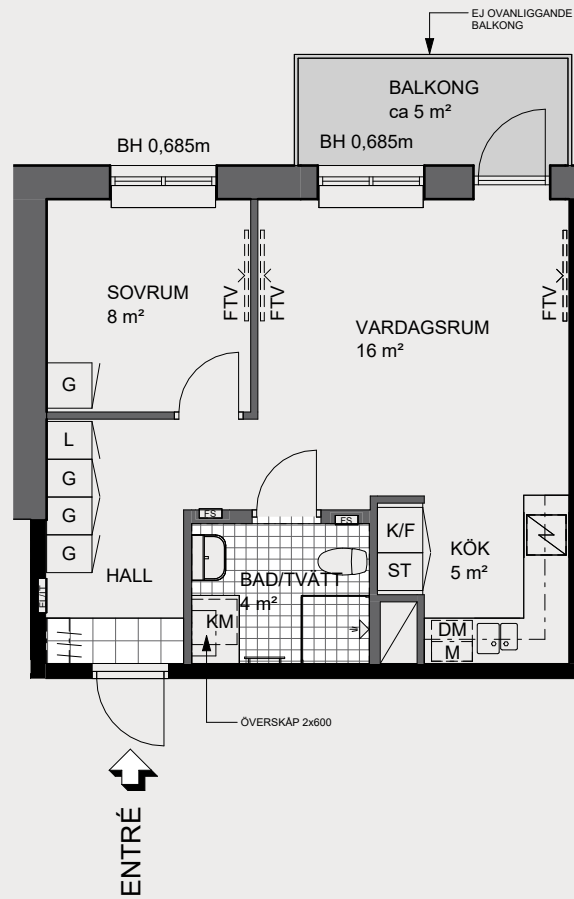 EJ OVANLIGGANDE
BALKONG
BALKONG
ca 5 m²
BH 0,685m
BH 0,685m
SOVRUM
8 m²
FTV
FTV
VARDAGSRUM
16 m²
FTV
G
L
G
G
G
HALL
FS
FS
BAD/TVÄTT
4 m²
KM
K/F
ST
KÖK
5 m²
DM
M
ÖVERSKÅP 2x600
ENTRÉ